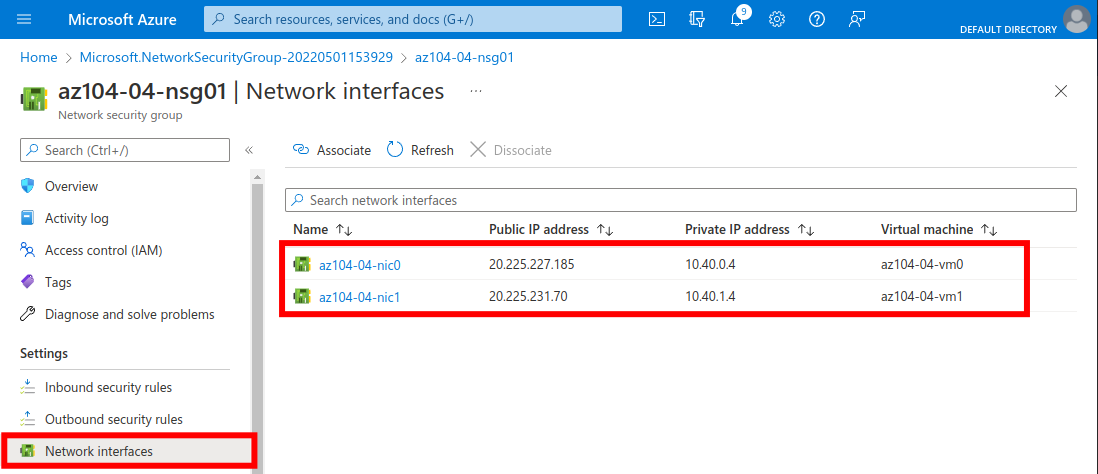 Microsoft Azure
Search resources, services, and docs (G+/)
9
DEFAULT DIRECTORY
Home > Microsoft.NetworkSecurityGroup-20220501153929 > az104-04-nsg01
az104-04-nsg01 | Network interfaces ...
Network security group
Search (Ctrl+/)
«
Overview
Activity log
Access control (IAM)
Tags
Diagnose and solve problems
Settings
Inbound security rules
Outbound security rules
Network interfaces
Associate Refresh Dissociate
Search network interfaces
Name ↑↓ Public IP address ↑↓ Private IP address ↑↓ Virtual machine ↑↓
az104-04-nic0 20.225.227.185 10.40.0.4 az104-04-vm0
az104-04-nic1 20.225.231.70 10.40.1.4 az104-04-vm1